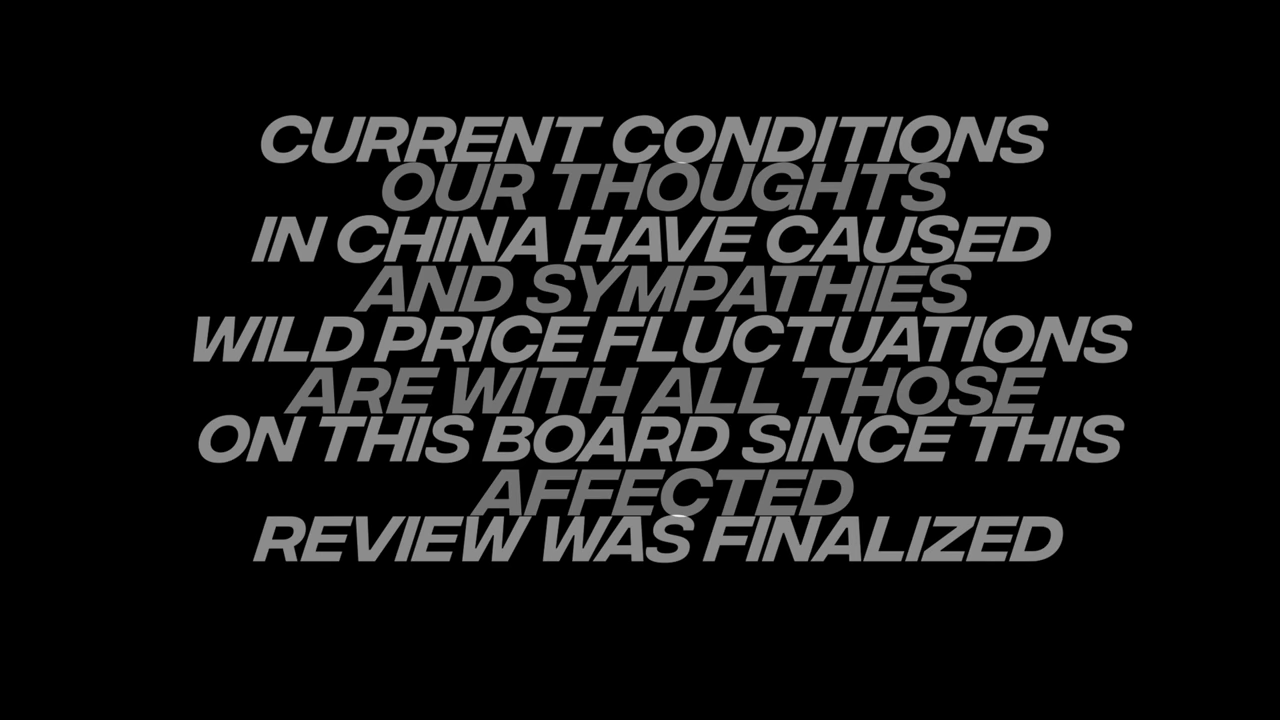 CURRENT CONDITIONS
OUR THOUGHTS
IN CHINA HAVE CAUSED
AND SYMPATHIES
WILD PRICE FLUCTUATIONS
ARE WITH ALL THOSE
ON THIS BOARD SINCE THIS
AFFECTED
REVIEW WAS FINALIZED